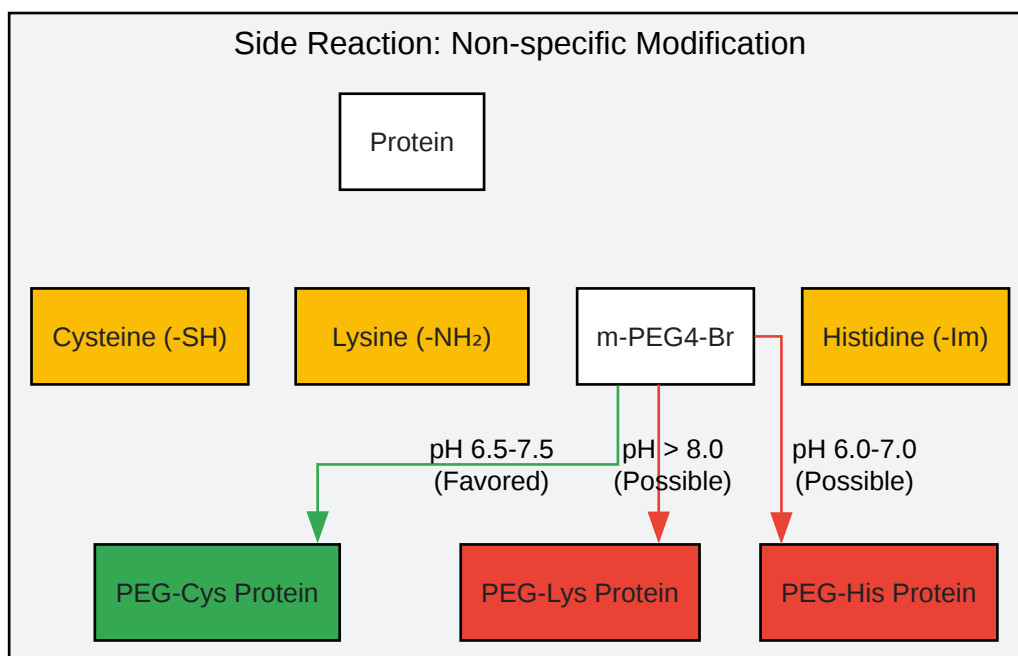 Side Reaction: Non-specific Modification
Protein
Cysteine (-SH)
Lysine (-NH₂)
m-PEG4-Br
Histidine (-Im)
pH 6.5-7.5
(Favored)
pH > 8.0
(Possible)
pH 6.0-7.0
(Possible)
PEG-Cys Protein
PEG-Lys Protein
PEG-His Protein